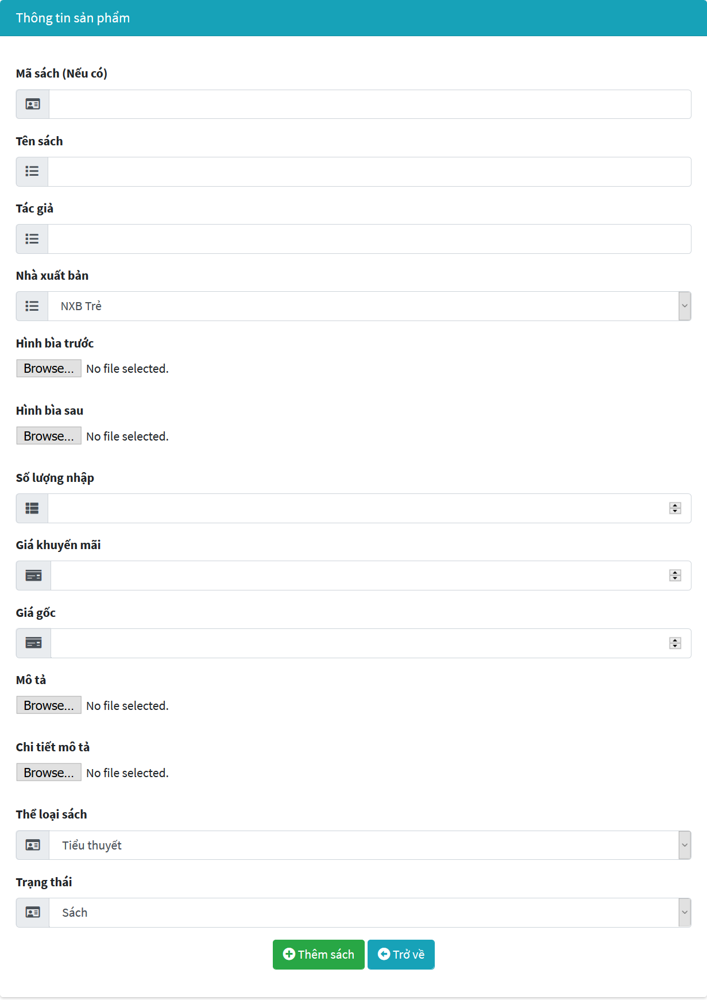 Thông tin sản phẩm
Mã sách (Nếu có)
Tên sách
Tác giả
Nhà xuất bản
NXB Trẻ
Hình bìa trước
Browse... No file selected.
Hình bìa sau
Browse... No file selected.
Số lượng nhập
Giá khuyến mãi
Giá gốc
Mô tả
Browse... No file selected.
Chi tiết mô tả
Browse... No file selected.
Thể loại sách
Tiểu thuyết
Trạng thái
Sách
Thêm sách Trở về